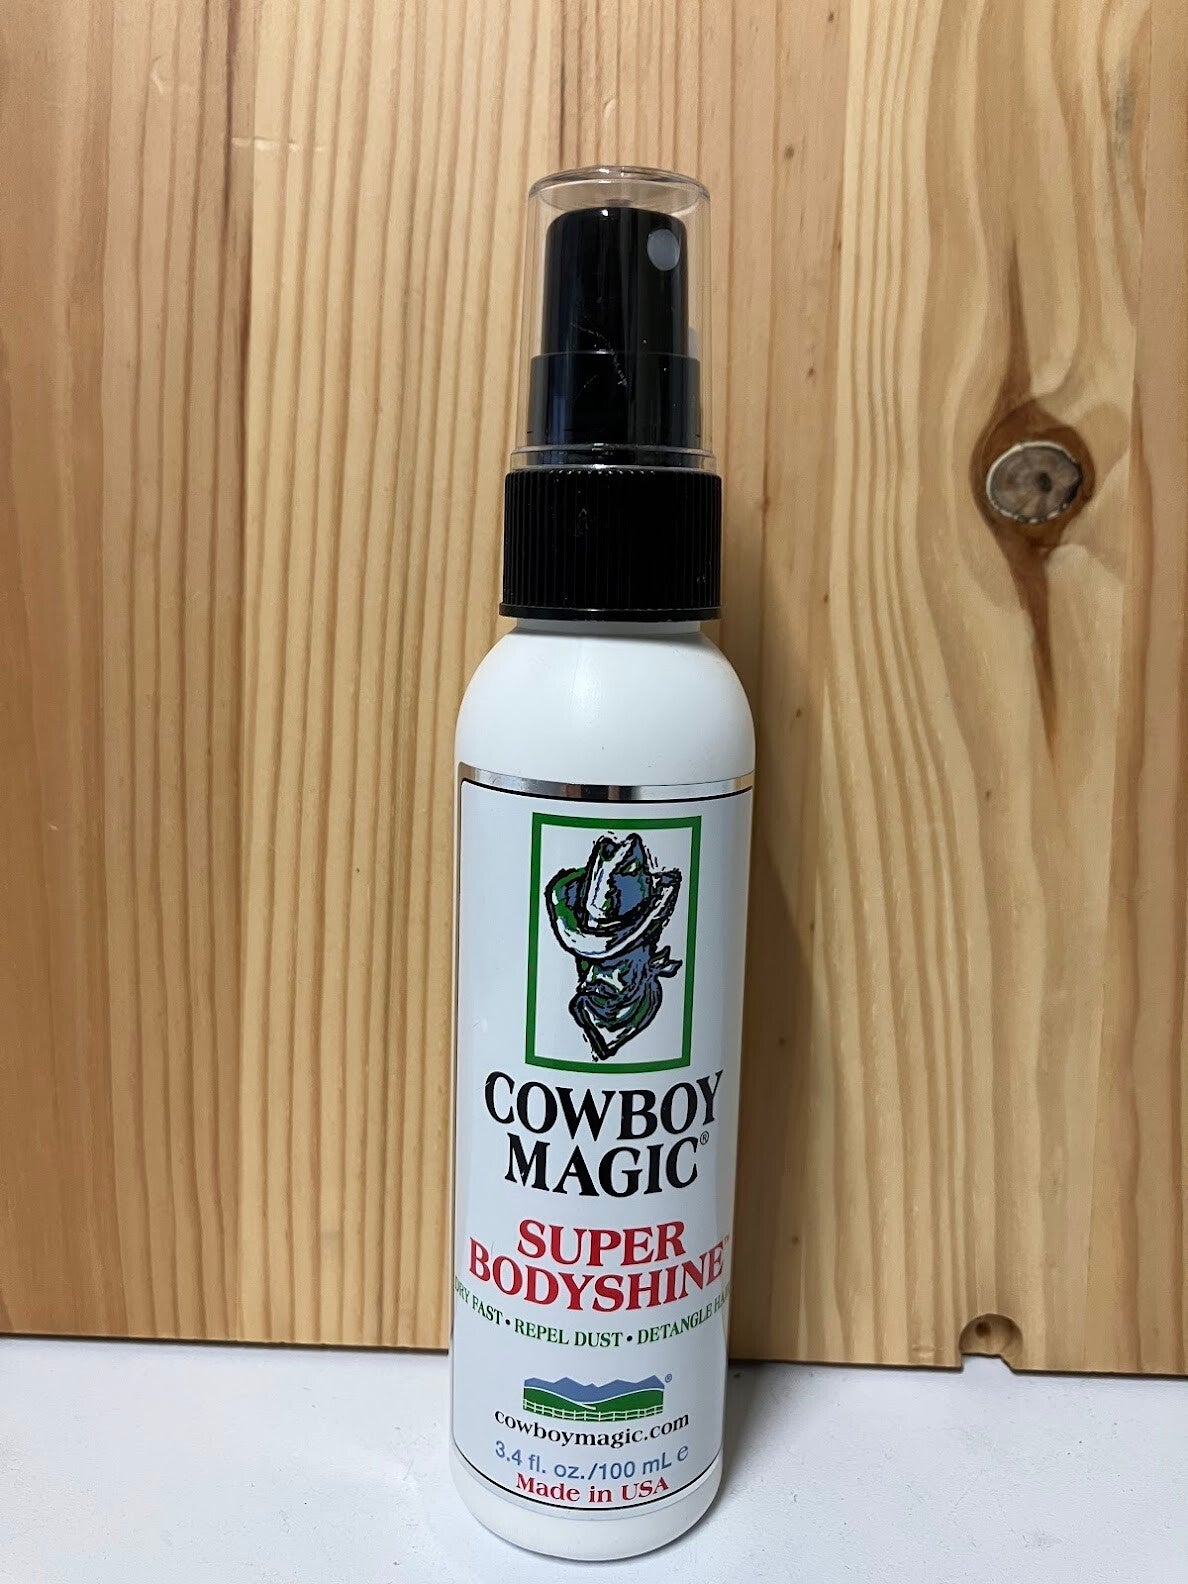 COWBOY
MAGIC®
SUPER
BODYSHINE™
DRY FAST • REPEL DUST • DETANGLE
®
cowboymagic.com
3.4 fl. oz./100 mL e
Made in USA